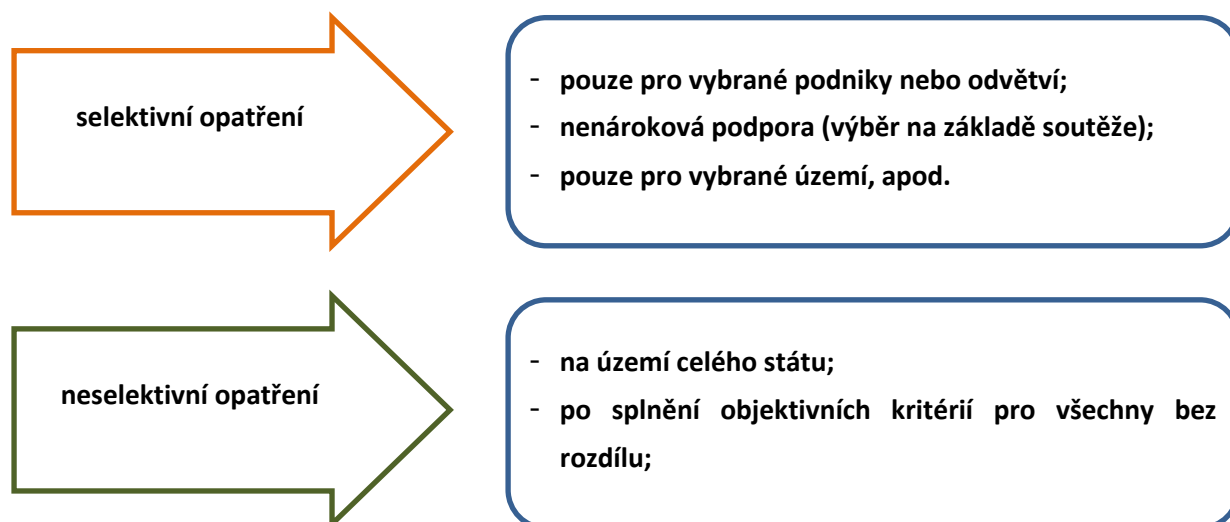 selektivní opatření
- pouze pro vybrané podniky nebo odvětví;
- nenároková podpora (výběr na základě soutěže);
- pouze pro vybrané území, apod.
neselektivní opatření
- na území celého státu;
- po splnění objektivních kritérií pro všechny bez
rozdílu;